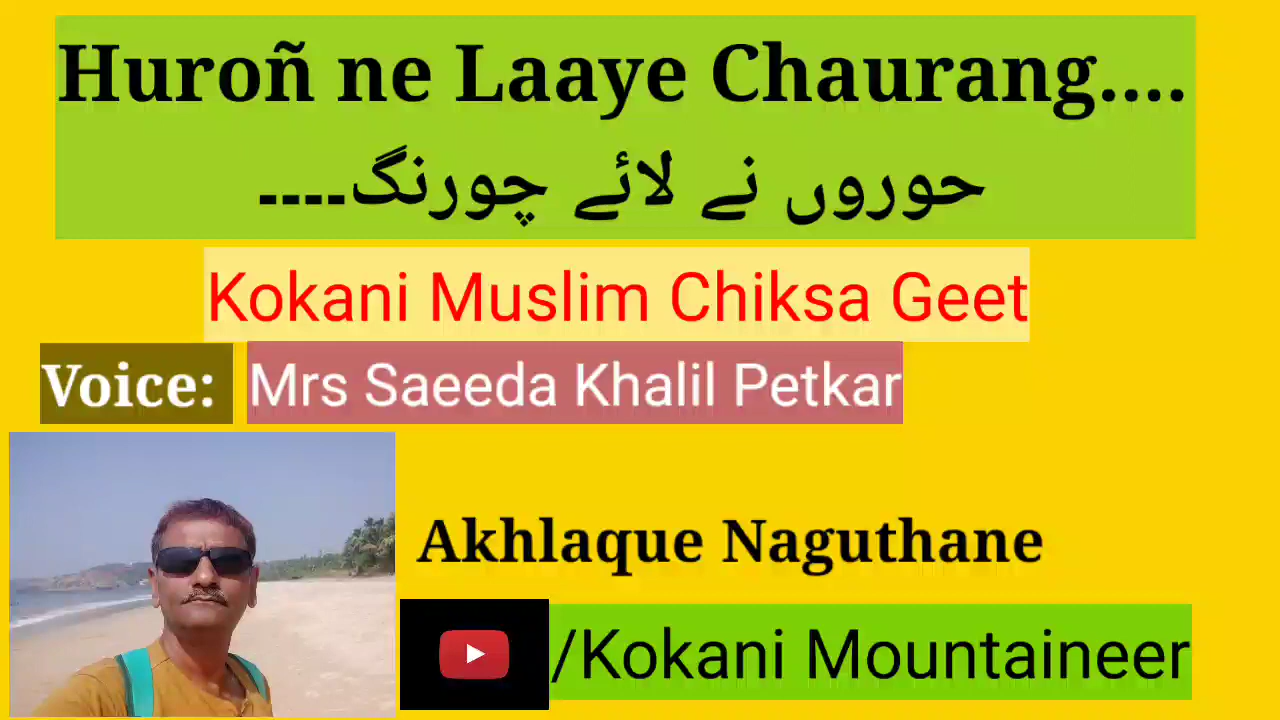 Huroñ ne Laaye Chaurang....
حوروں نے لائے چورنگ۔۔۔۔
Kokani Muslim Chiksa Geet
Voice: Mrs Saeeda Khalil Petkar
Akhlaque Naguthane
/Kokani Mountaineer